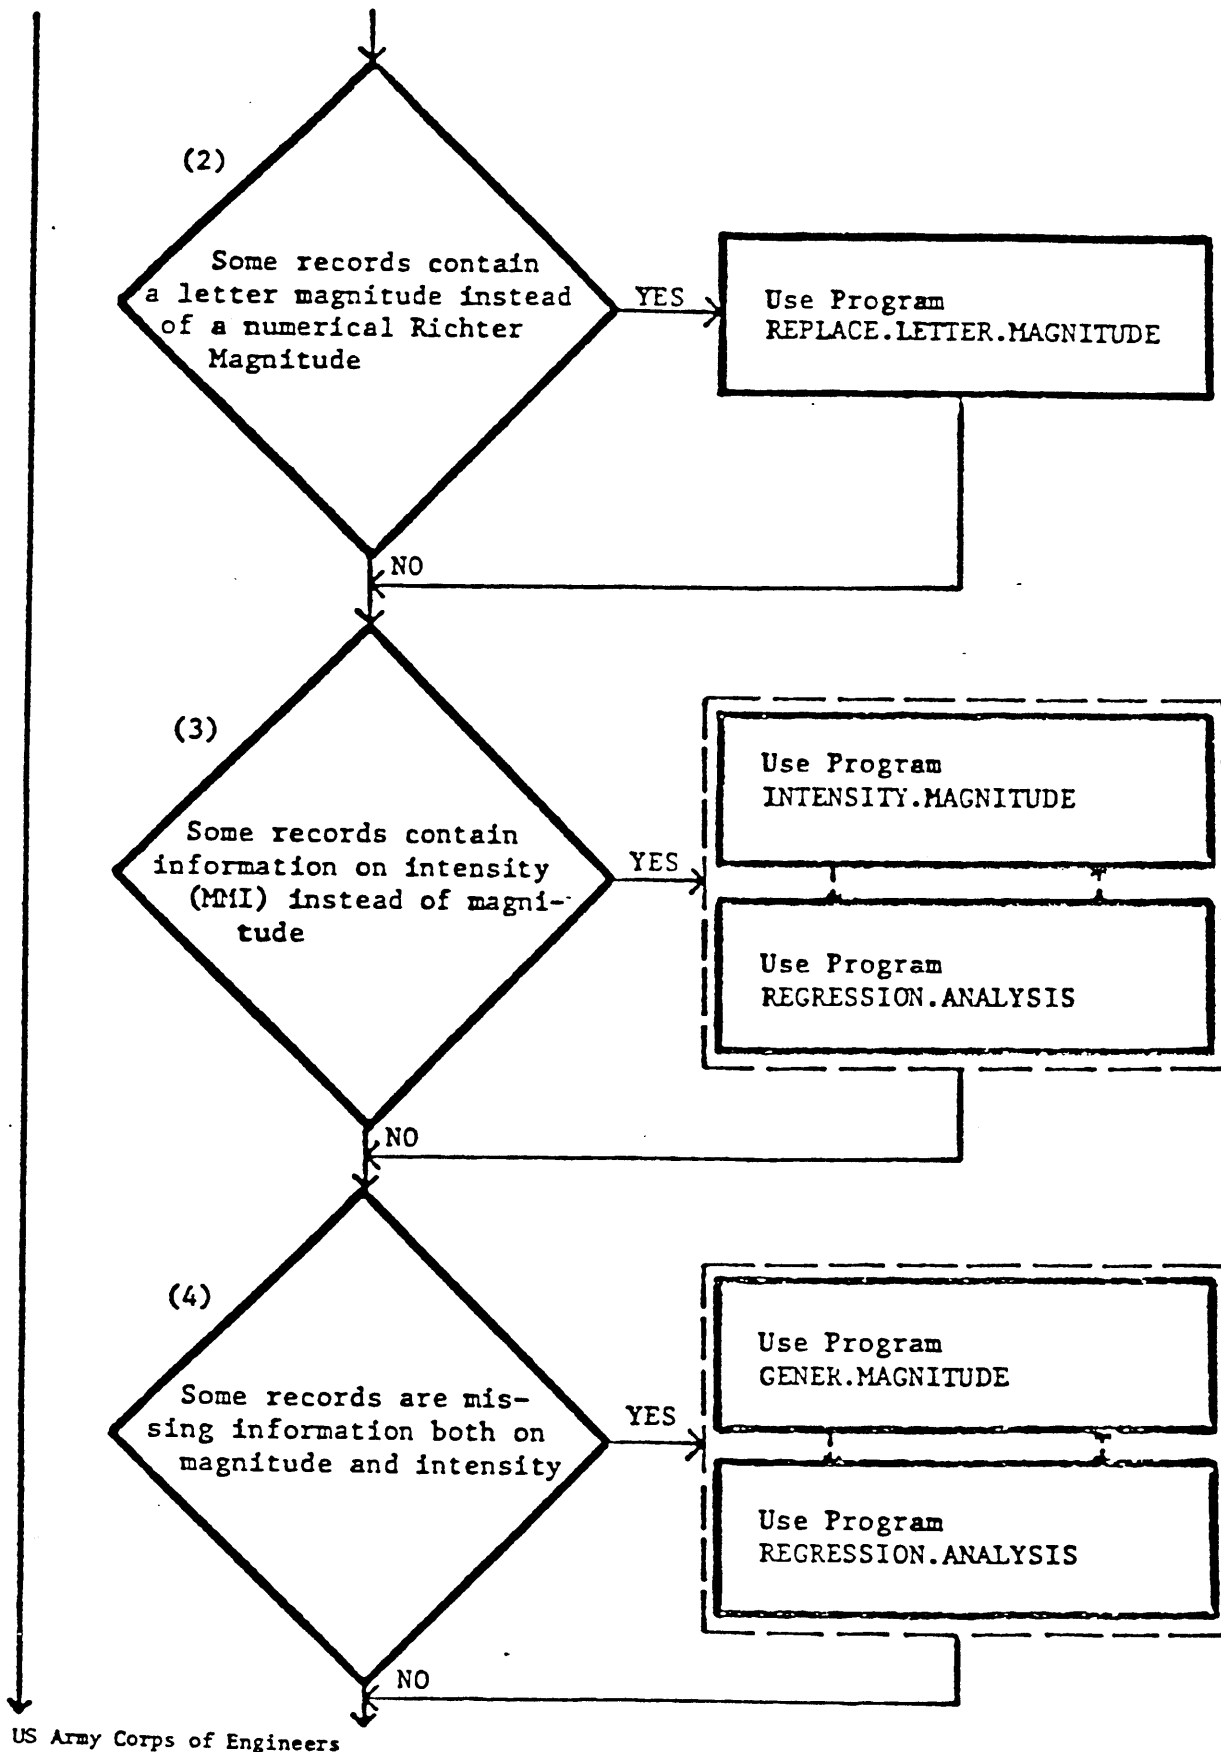 (2)
Some records contain
a letter magnitude instead
of a numerical Richter
Magnitude
YES
Use Program
REPLACE.LETTER.MAGNITUDE
NO
(3)
Some records contain
information on intensity
(MMI) instead of magni-
tude
YES
Use Program
INTENSITY.MAGNITUDE
Use Program
REGRESSION.ANALYSIS
NO
(4)
Some records are mis-
sing information both on
magnitude and intensity
YES
Use Program
GENER.MAGNITUDE
Use Program
REGRESSION.ANALYSIS
NO
US Army Corps of Engineers